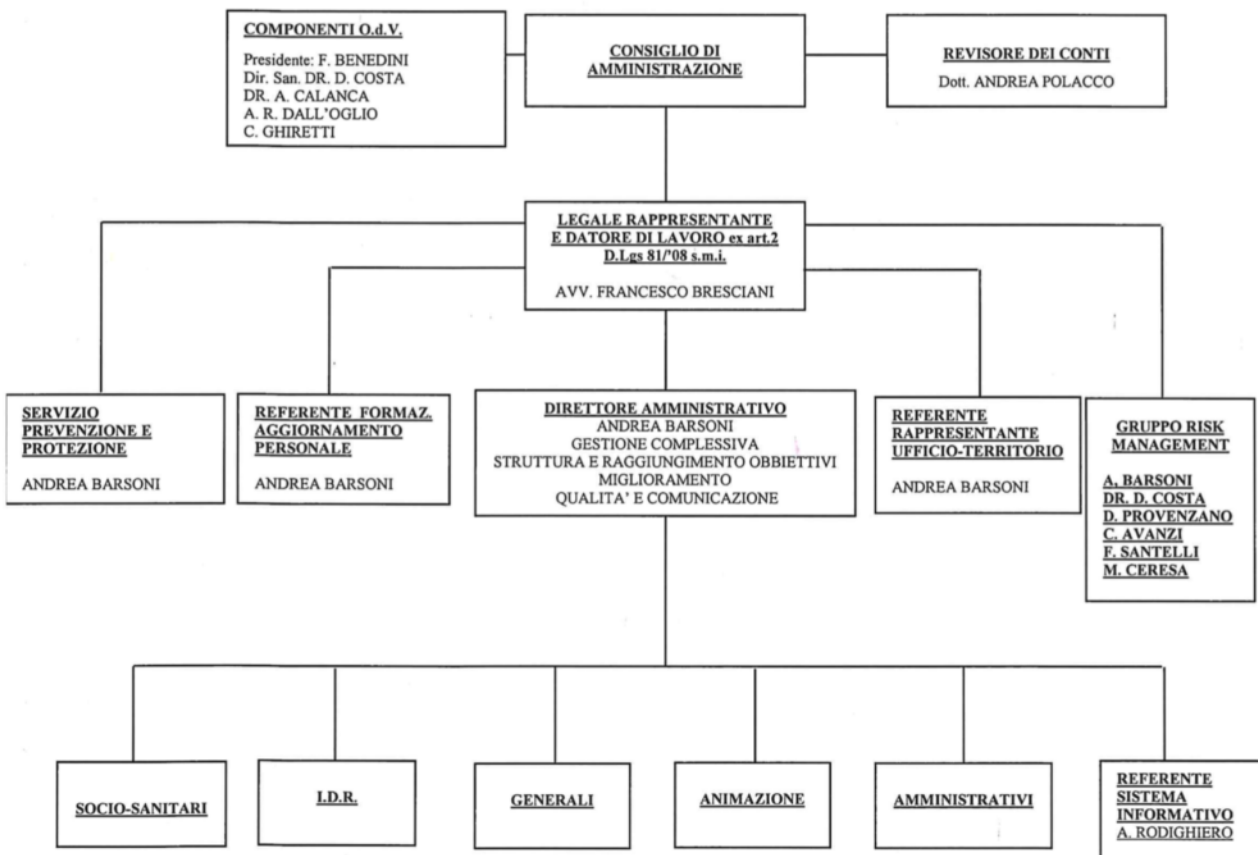 COMPONENTI O.d.V.
Presidente: F. BENEDINI
Dir. San. DR. D. COSTA
DR. A. CALANCA
A. R. DALL'OGLIO
C. GHIRETTI
CONSIGLIO DI
AMMINISTRAZIONE
REVISORE DEI CONTI
Dott. ANDREA POLACCO
LEGALE RAPPRESENTANTE
E DATORE DI LAVORO ex art.2
D.Lgs 81/'08 s.m.i.
AVV. FRANCESCO BRESCIANI
SERVIZIO
PREVENZIONE E
PROTEZIONE
ANDREA BARSONI
REFERENTE FORMAZ.
AGGIORNAMENTO
PERSONALE
ANDREA BARSONI
DIRETTORE AMMINISTRATIVO
ANDREA BARSONI
GESTIONE COMPLESSIVA
STRUTTURA E RAGGIUNGIMENTO OBBIETTIVI
MIGLIORAMENTO
QUALITA' E COMUNICAZIONE
REFERENTE
RAPPRESENTANTE
UFFICIO-TERRITORIO
ANDREA BARSONI
GRUPPO RISK
MANAGEMENT
A, BARSONI
DR. D. COSTA
D. PROVENZANO
C. AVANZI
F. SANTELLI
M. CERESA
SOCIO-SANITARI
I.D.R.
GENERALI
ANIMAZIONE
AMMINISTRATIVI
REFERENTE
SISTEMA
INFORMATIVO
A. RODIGHIERO